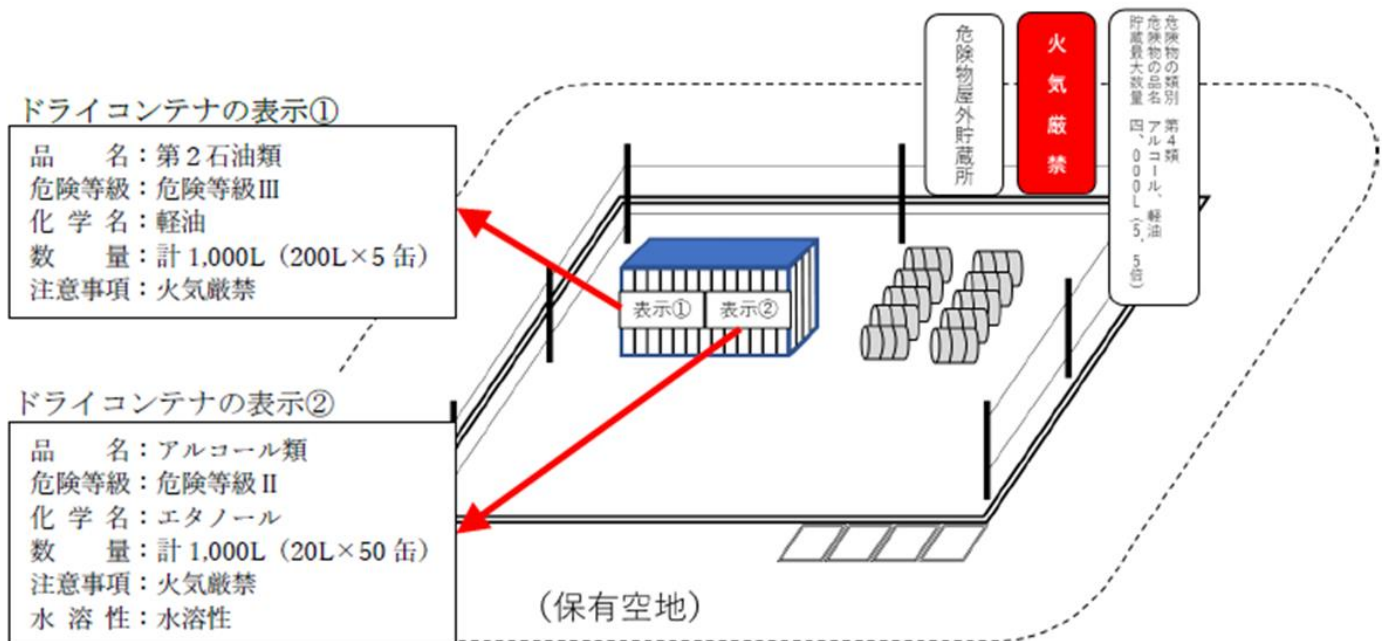 ドライコンテナの表示①
品　　名：第２石油類
危険等級：危険等級Ⅲ
化 学 名：軽油
数　　量：計 1,000L（200L×5 缶）
注意事項：火気厳禁
ドライコンテナの表示②
品　　名：アルコール類
危険等級：危険等級Ⅱ
化 学 名：エタノール
数　　量：計 1,000L（20L×50 缶）
注意事項：火気厳禁
水 溶 性：水溶性
表示①
表示②
危険物屋外貯蔵所
火気厳禁
危険物の類別　第４類
危険物の品名　アルコール、軽油
貯蔵最大数量　四、０００Ｌ（５．５倍）
（保有空地）